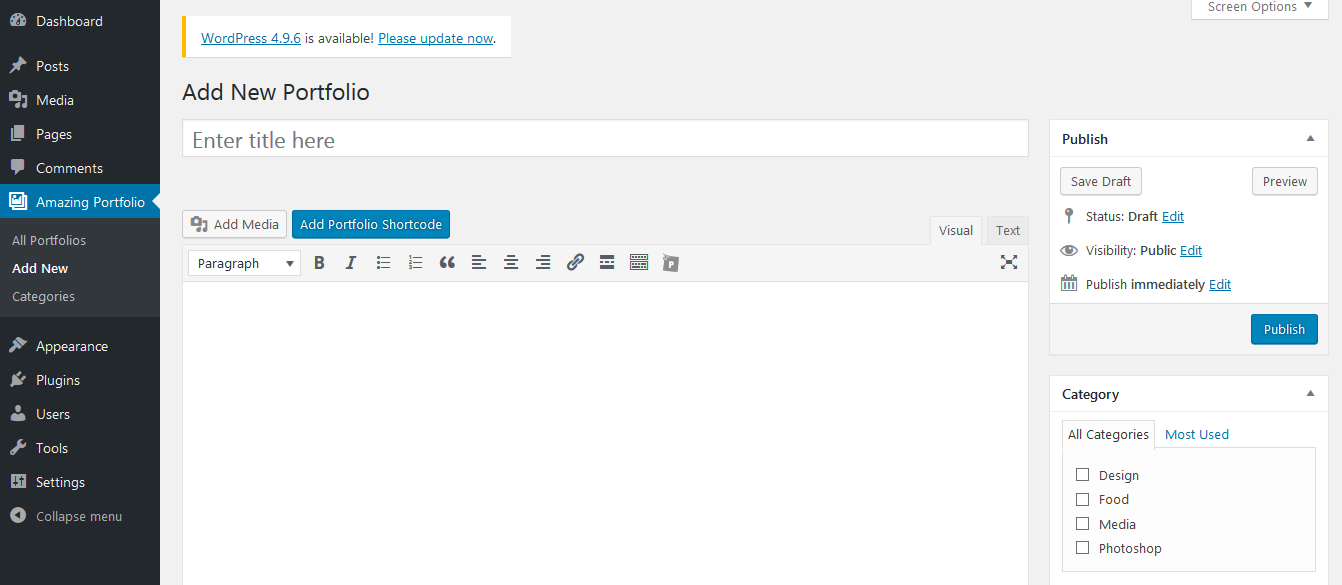 Dashboard
Posts
Media
Pages
Comments
Amazing Portfolio
All Portfolios
Add New
Categories
Appearance
Plugins
Users
Tools
Settings
Collapse menu
Screen Options
WordPress 4.9.6 is available! Please update now.
Add New Portfolio
Enter title here
Add Media
Add Portfolio Shortcode
Visual
Text
Paragraph
Publish
Save Draft
Preview
Status: Draft Edit
Visibility: Public Edit
Publish immediately Edit
Publish
Category
All Categories
Most Used
Design
Food
Media
Photoshop